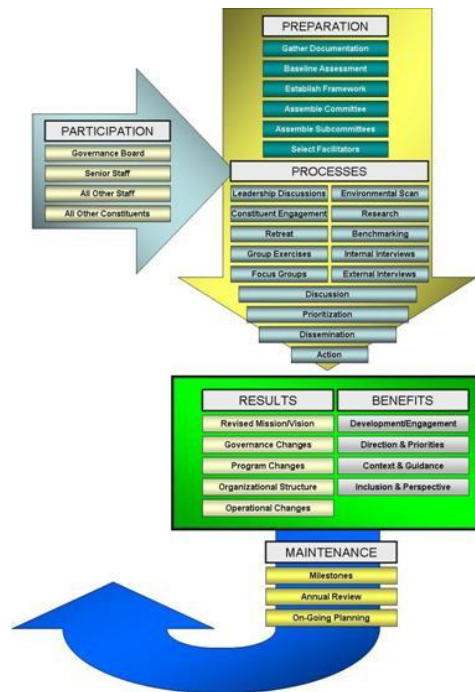 PREPARATION
Gather Documentation
Baseline Assessment
Establish Framework
Assemble Committee
Assemble Subcommittees
Select Facilitators
PARTICIPATION
Governance Board
Senior Staff
All Other Staff
All Other Constituents
PROCESSES
Leadership Discussions
Environmental Scan
Constituent Engagement
Research
Retreat
Benchmarking
Group Exercises
Internal Interviews
Focus Groups
External Interviews
Discussion
Prioritization
Dissemination
Action
RESULTS
Revised Mission/Vision
Governance Changes
Program Changes
Organizational Structure
Operational Changes
BENEFITS
Development/Engagement
Direction & Priorities
Context & Guidance
Inclusion & Perspective
MAINTENANCE
Milestones
Annual Review
On-Going Planning